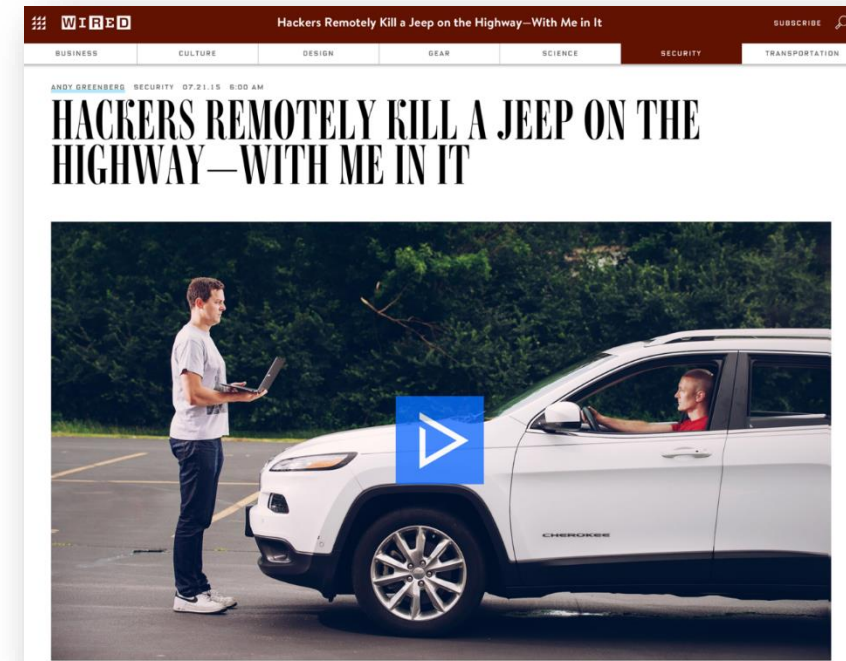 WIRED
Hackers Remotely Kill a Jeep on the Highway—With Me in It
SUBSCRIBE
BUSINESS
CULTURE
DESIGN
GEAR
SCIENCE
SECURITY
TRANSPORTATION
ANDY GREENBERG SECURITY 07.21.15 6:00 AM
HACKERS REMOTELY KILL A JEEP ON THE
HIGHWAY—WITH ME IN IT
CHEROKEE